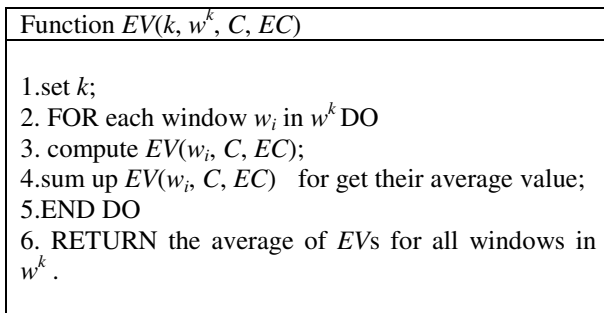 Function EV(k, w^k, C, EC)
1.set k;
2. FOR each window w_i in w^k DO
3. compute EV(w_i, C, EC);
4.sum up EV(w_i, C, EC) for get their average value;
5.END DO
6. RETURN the average of EVs for all windows in
w^k .